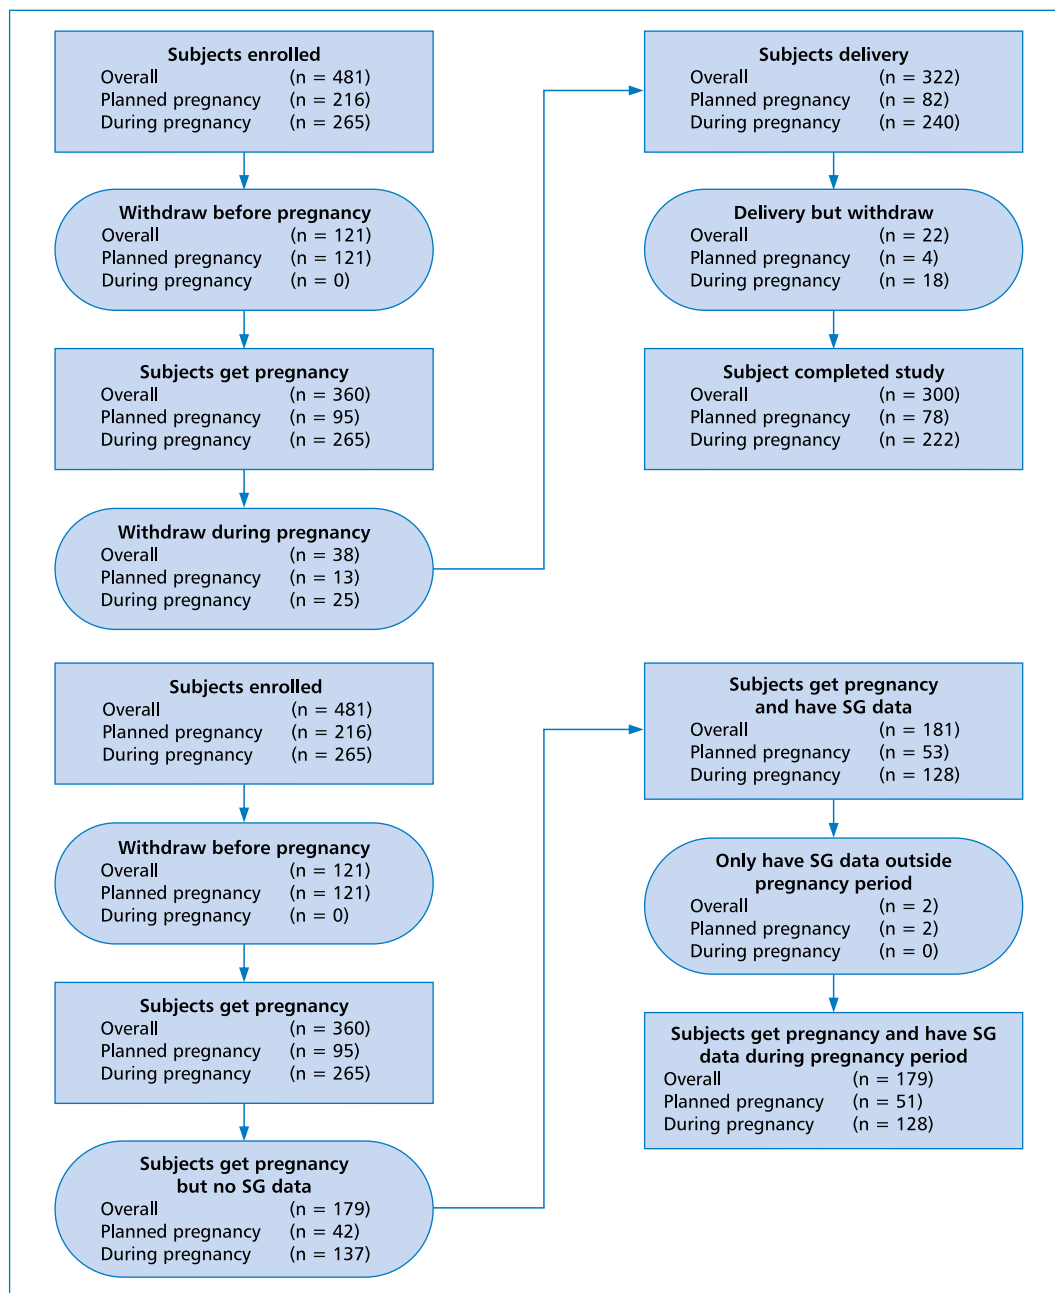 Subjects enrolled
Overall (n = 481)
Planned pregnancy (n = 216)
During pregnancy (n = 265)
Withdraw before pregnancy
Overall (n = 121)
Planned pregnancy (n = 121)
During pregnancy (n = 0)
Subjects get pregnancy
Overall (n = 360)
Planned pregnancy (n = 95)
During pregnancy (n = 265)
Withdraw during pregnancy
Overall (n = 38)
Planned pregnancy (n = 13)
During pregnancy (n = 25)
Subjects delivery
Overall (n = 322)
Planned pregnancy (n = 82)
During pregnancy (n = 240)
Delivery but withdraw
Overall (n = 22)
Planned pregnancy (n = 4)
During pregnancy (n = 18)
Subject completed study
Overall (n = 300)
Planned pregnancy (n = 78)
During pregnancy (n = 222)
Subjects enrolled
Overall (n = 481)
Planned pregnancy (n = 216)
During pregnancy (n = 265)
Withdraw before pregnancy
Overall (n = 121)
Planned pregnancy (n = 121)
During pregnancy (n = 0)
Subjects get pregnancy
Overall (n = 360)
Planned pregnancy (n = 95)
During pregnancy (n = 265)
Subjects get pregnancy
but no SG data
Overall (n = 179)
Planned pregnancy (n = 42)
During pregnancy (n = 137)
Subjects get pregnancy
and have SG data
Overall (n = 181)
Planned pregnancy (n = 53)
During pregnancy (n = 128)
Only have SG data outside
pregnancy period
Overall (n = 2)
Planned pregnancy (n = 2)
During pregnancy (n = 0)
Subjects get pregnancy and have SG
data during pregnancy period
Overall (n = 179)
Planned pregnancy (n = 51)
During pregnancy (n = 128)